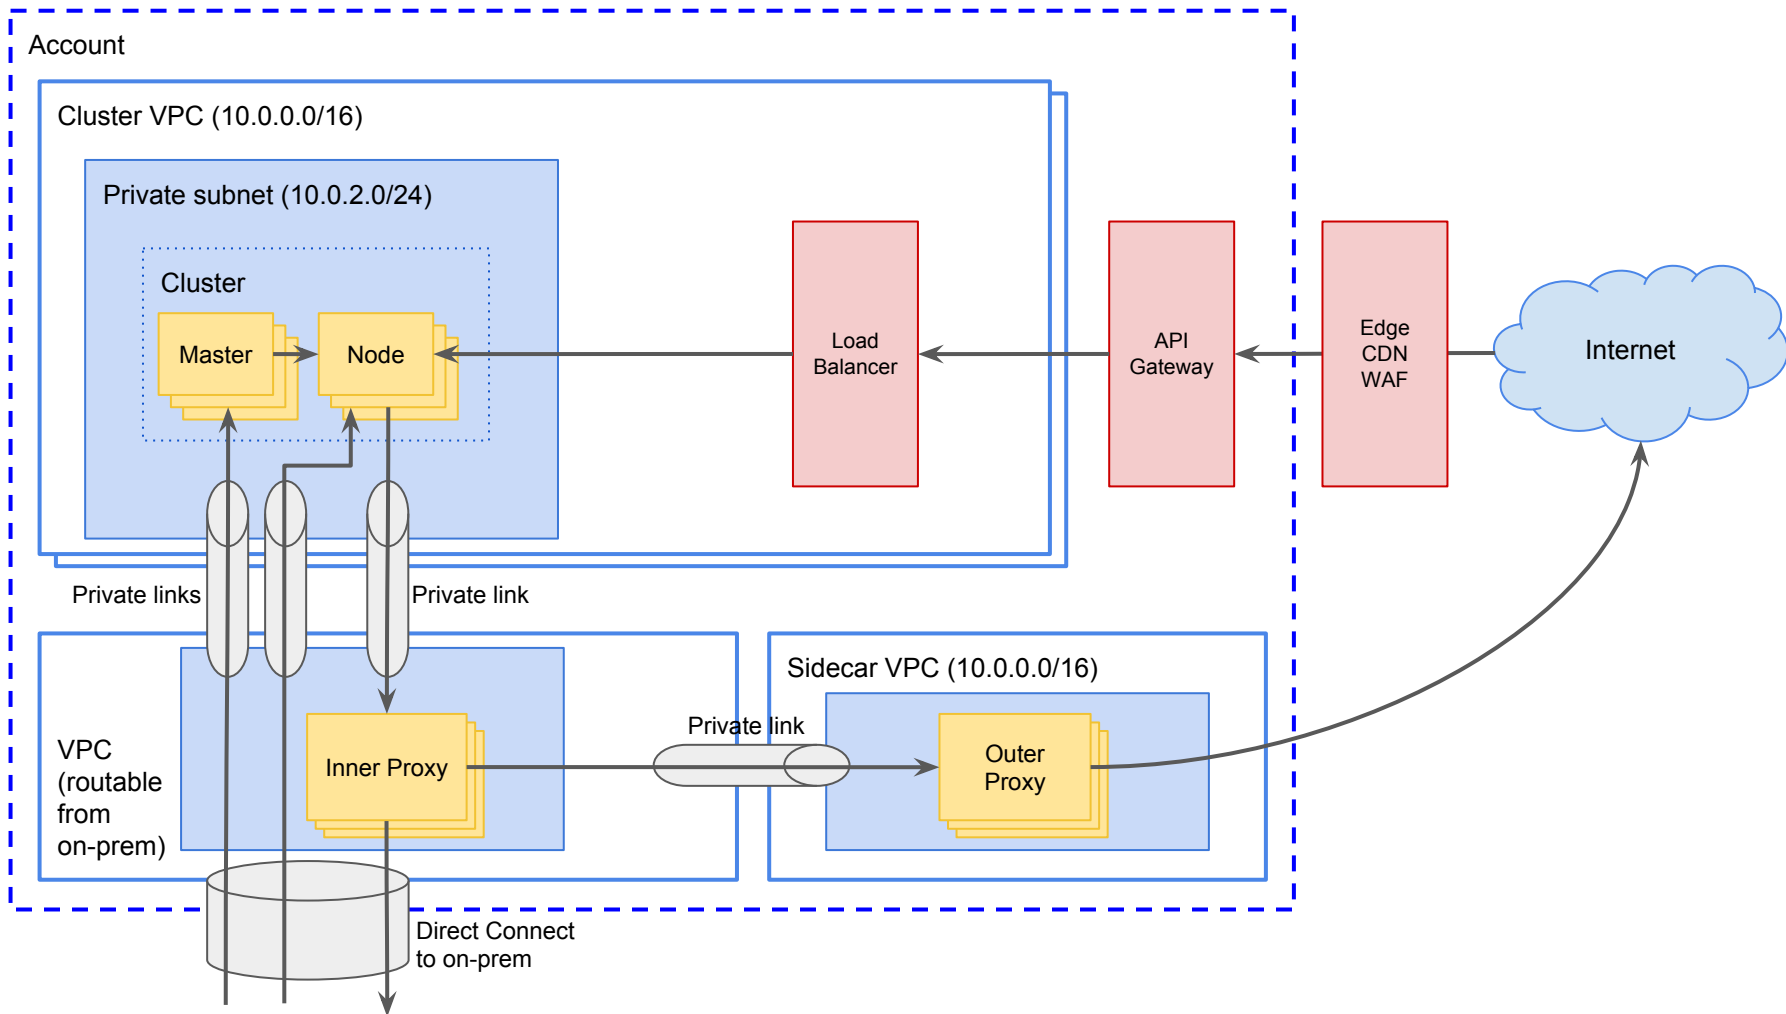 Account
Cluster VPC (10.0.0.0/16)
Private subnet (10.0.2.0/24)
Cluster
Master
Node
Load
Balancer
API
Gateway
Edge
CDN
WAF
Internet
Private links
Private link
VPC
(routable
from
on-prem)
Inner Proxy
Private link
Sidecar VPC (10.0.0.0/16)
Outer
Proxy
Direct Connect
to on-prem